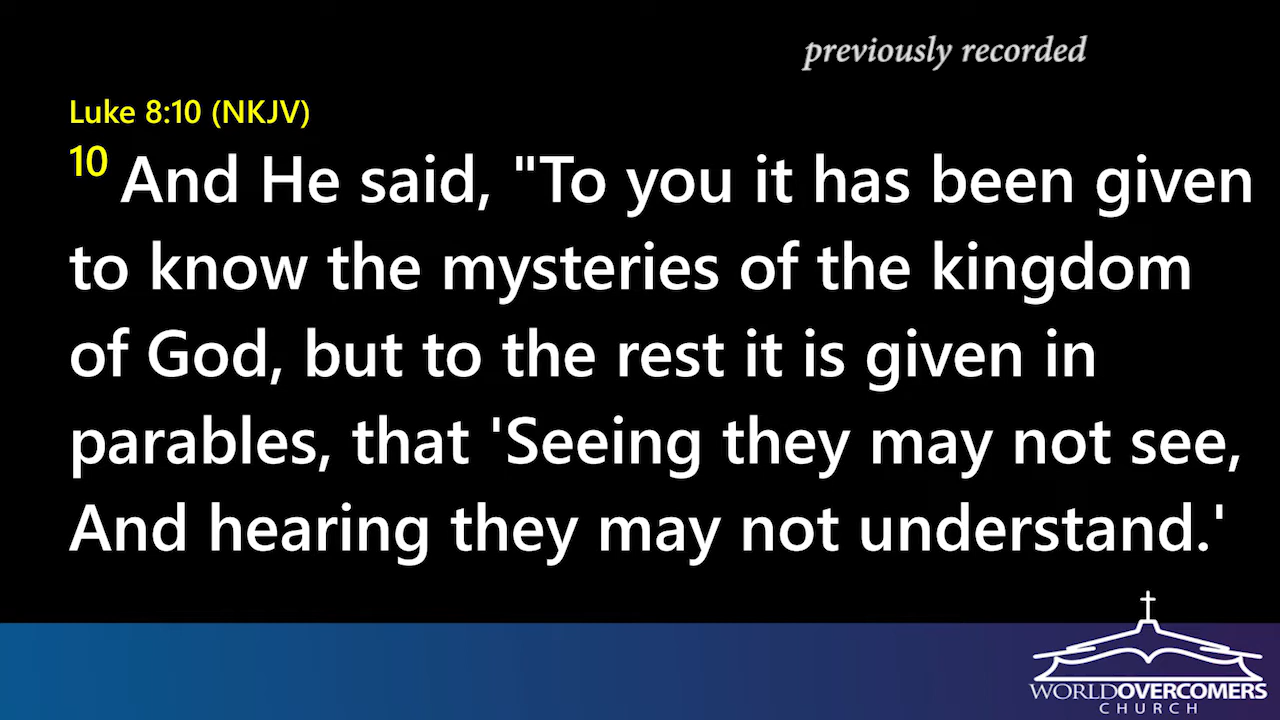 previously recorded
Luke 8:10 (NKJV)
10 And He said, "To you it has been given
to know the mysteries of the kingdom
of God, but to the rest it is given in
parables, that 'Seeing they may not see,
And hearing they may not understand.'
WORLDOVERCOMERS
CHURCH